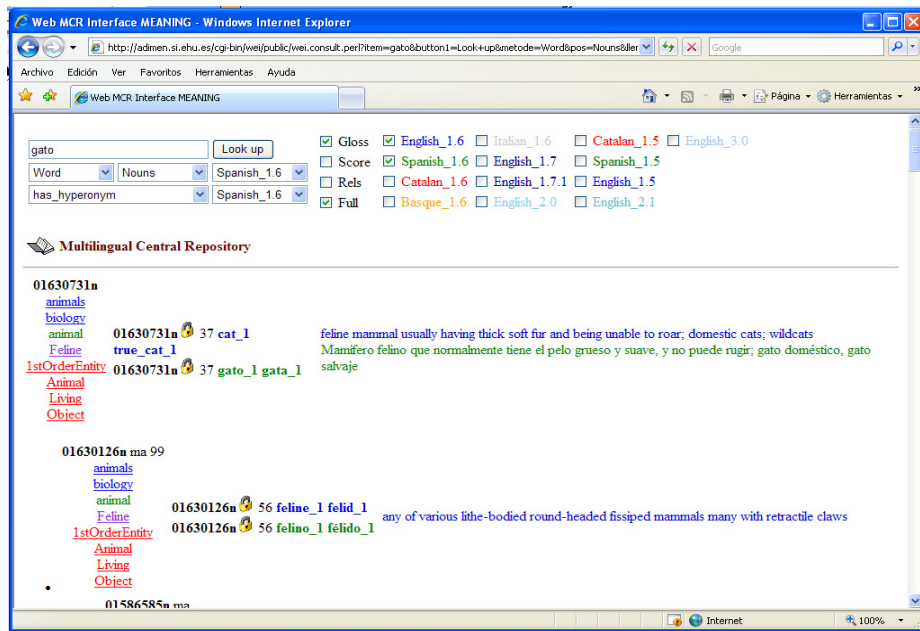 Web MCR Interface MEANING - Windows Internet Explorer
http://adimen.si.ehu.es/cgi-bin/wei/public/wei.consult.perl?item=gato&button1=Look+up&metode=Word&pos=Nouns&ller
Google
Archivo Edición Ver Favoritos Herramientas Ayuda
Web MCR Interface MEANING
Página Herramientas »
gato Look up
Word Nouns Spanish_1.6
has_hyperonym Spanish_1.6
Gloss English_1.6 Italian_1.6 Catalan_1.5 English_3.0
Score Spanish_1.6 English_1.7 Spanish_1.5
Rels Catalan_1.6 English_1.7.1 English_1.5
Full Basque_1.6 English_2.0 English_2.1
Multilingual Central Repository
01630731n
animals
biology
animal
Feline
1stOrderEntity
Animal
Living
Object
01630731n 37 cat_1
true_cat_1
01630731n 37 gato_1 gata_1
feline mammal usually having thick soft fur and being unable to roar; domestic cats; wildcats
Mamífero felino que normalmente tiene el pelo grueso y suave, y no puede rugir; gato doméstico, gato
salvaje
01630126n ma 99
animals
biology
animal
Feline
1stOrderEntity
Animal
Living
Object
01630126n 56 feline_1 felid_1
01630126n 56 felino_1 félido_1
any of various lithe-bodied round-headed fissiped mammals many with retractile claws
01586585n ma
Internet
100%